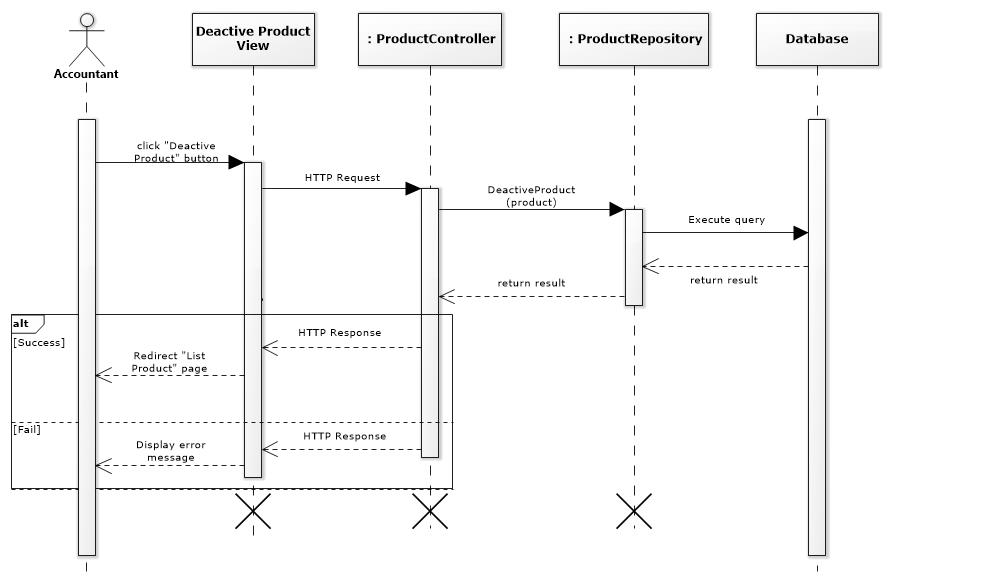 Accountant
Deactive Product
View
: ProductController
: ProductRepository
Database
click "Deactive
Product" button
HTTP Request
DeactiveProduct
(product)
Execute query
return result
return result
alt
[Success]
HTTP Response
Redirect "List
Product" page
[Fail]
HTTP Response
Display error
message